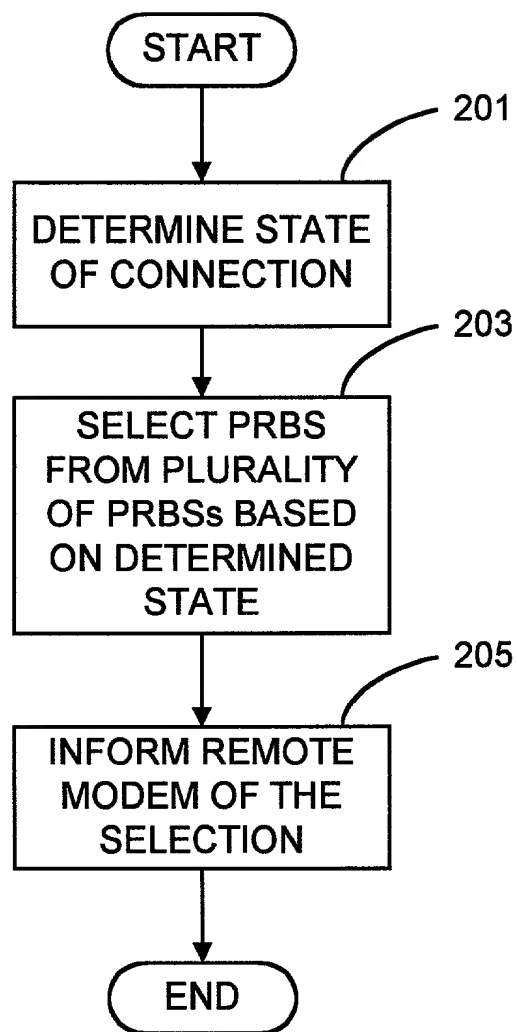 START
201
DETERMINE STATE
OF CONNECTION
203
SELECT PRBS
FROM PLURALITY
OF PRBSs BASED
ON DETERMINED
STATE
205
INFORM REMOTE
MODEM OF THE
SELECTION
END